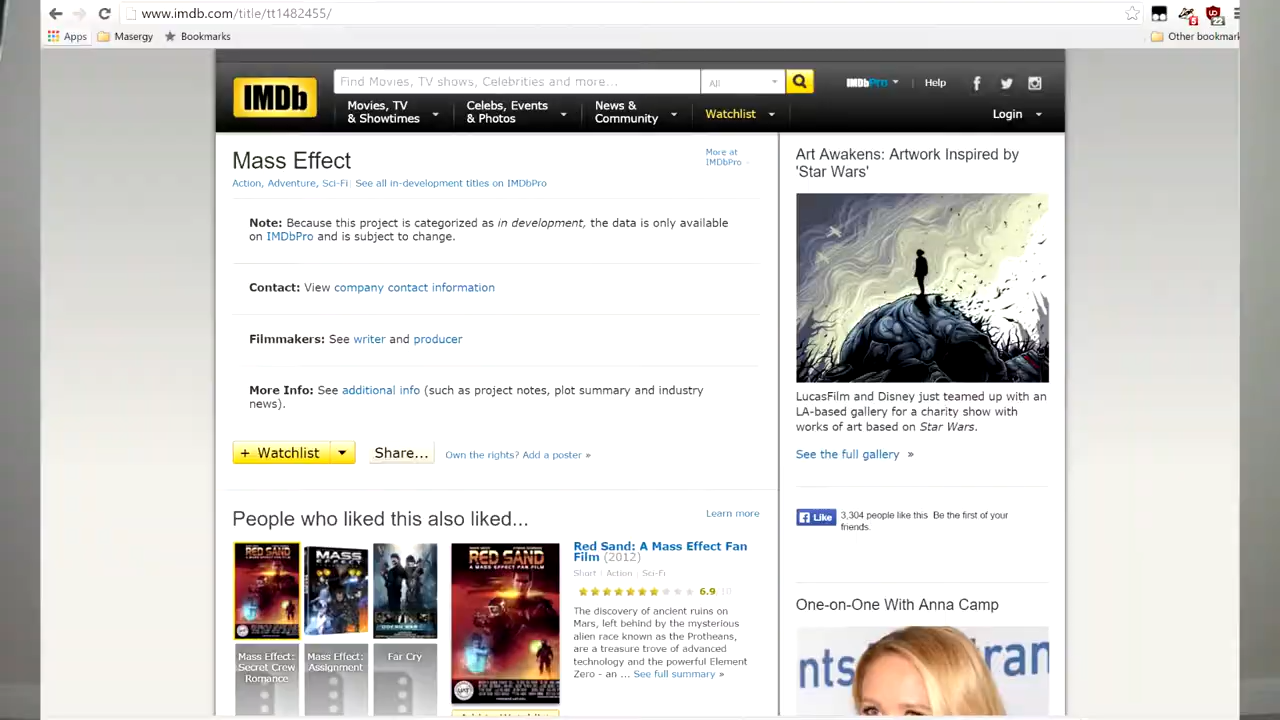 www.imdb.com/title/tt1482455/
Apps
Masergy
Bookmarks
Other bookmark
IMDb
Find Movies, TV shows, Celebrities and more...
All
IMDbPro
Help
Movies, TV
& Showtimes
Celebs, Events
& Photos
News &
Community
Watchlist
Login
Mass Effect
More at
IMDbPro
Action, Adventure, Sci-Fi | See all in-development titles on IMDbPro
Note: Because this project is categorized as in development, the data is only available
on IMDbPro and is subject to change.
Contact: View company contact information
Filmmakers: See writer and producer
More Info: See additional info (such as project notes, plot summary and industry
news).
+ Watchlist
Share...
Own the rights? Add a poster »
People who liked this also liked...
Learn more
RED SAND
MASS
EFFECT
RED SAND
A MASS EFFECT FAN FILM
Mass Effect:
Secret Crew
Romance
Mass Effect:
Assignment
Far Cry
Red Sand: A Mass Effect Fan
Film (2012)
Short | Action | Sci-Fi
6.9
The discovery of ancient ruins on
Mars, left behind by the mysterious
alien race known as the Protheans,
are a treasure trove of advanced
technology and the powerful Element
Zero - an ... See full summary »
Art Awakens: Artwork Inspired by
'Star Wars'
LucasFilm and Disney just teamed up with an
LA-based gallery for a charity show with
works of art based on Star Wars.
See the full gallery »
Like
3,304 people like this. Be the first of your
friends.
One-on-One With Anna Camp